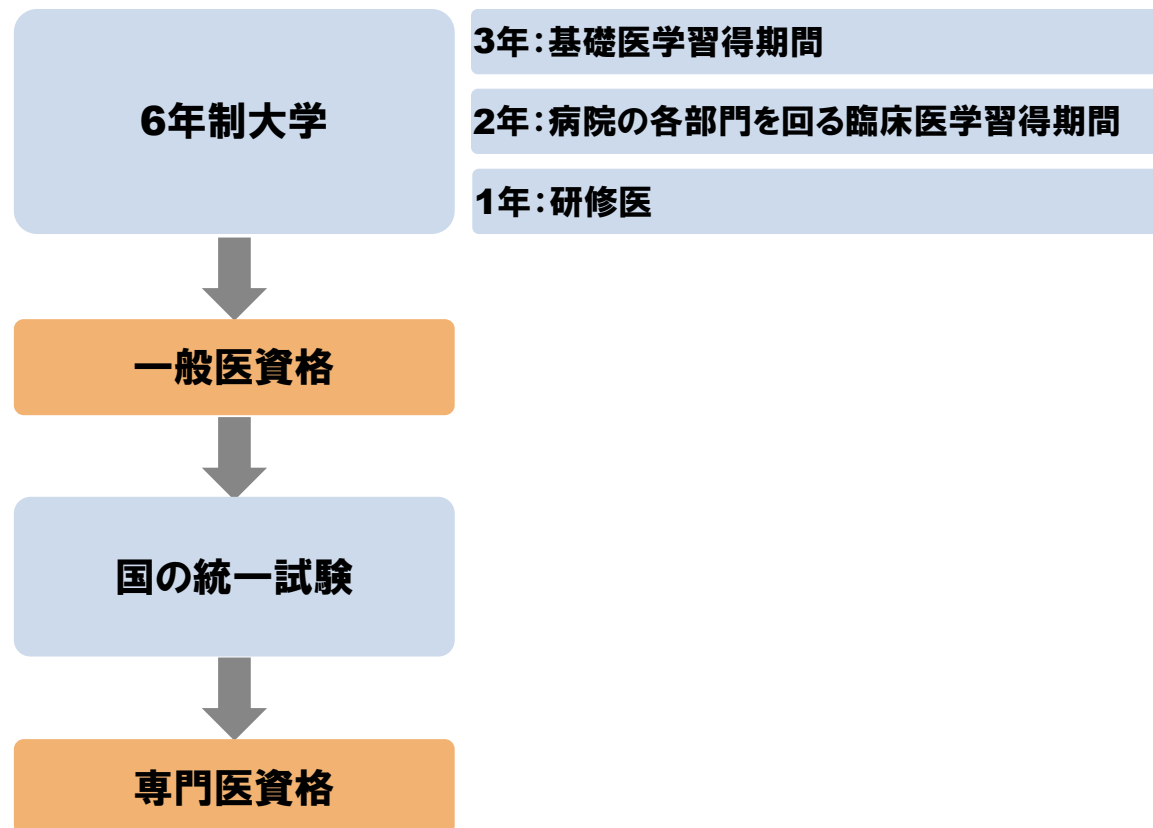 6年制大学
3年：基礎医学習得期間
2年：病院の各部門を回る臨床医学習得期間
1年：研修医
一般医資格
国の統一試験
専門医資格